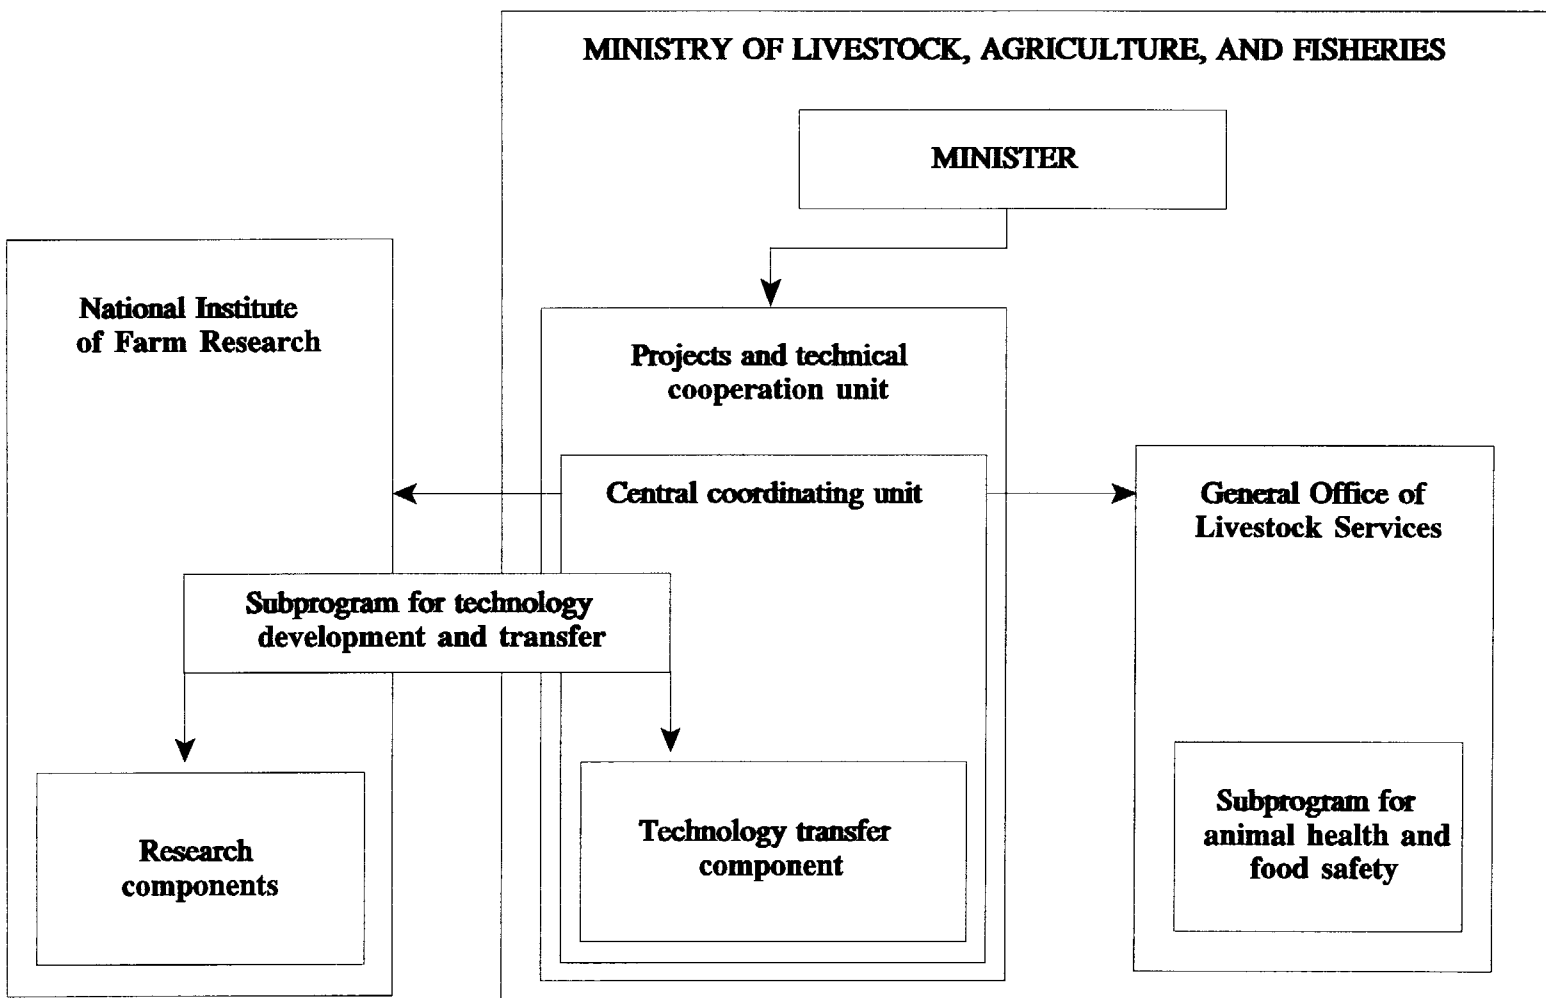 MINISTRY OF LIVESTOCK, AGRICULTURE, AND FISHERIES
MINISTER
National Institute
of Farm Research
Projects and technical
cooperation unit
Central coordinating unit
General Office of
Livestock Services
Subprogram for technology
development and transfer
Research
components
Technology transfer
component
Subprogram for
animal health and
food safety